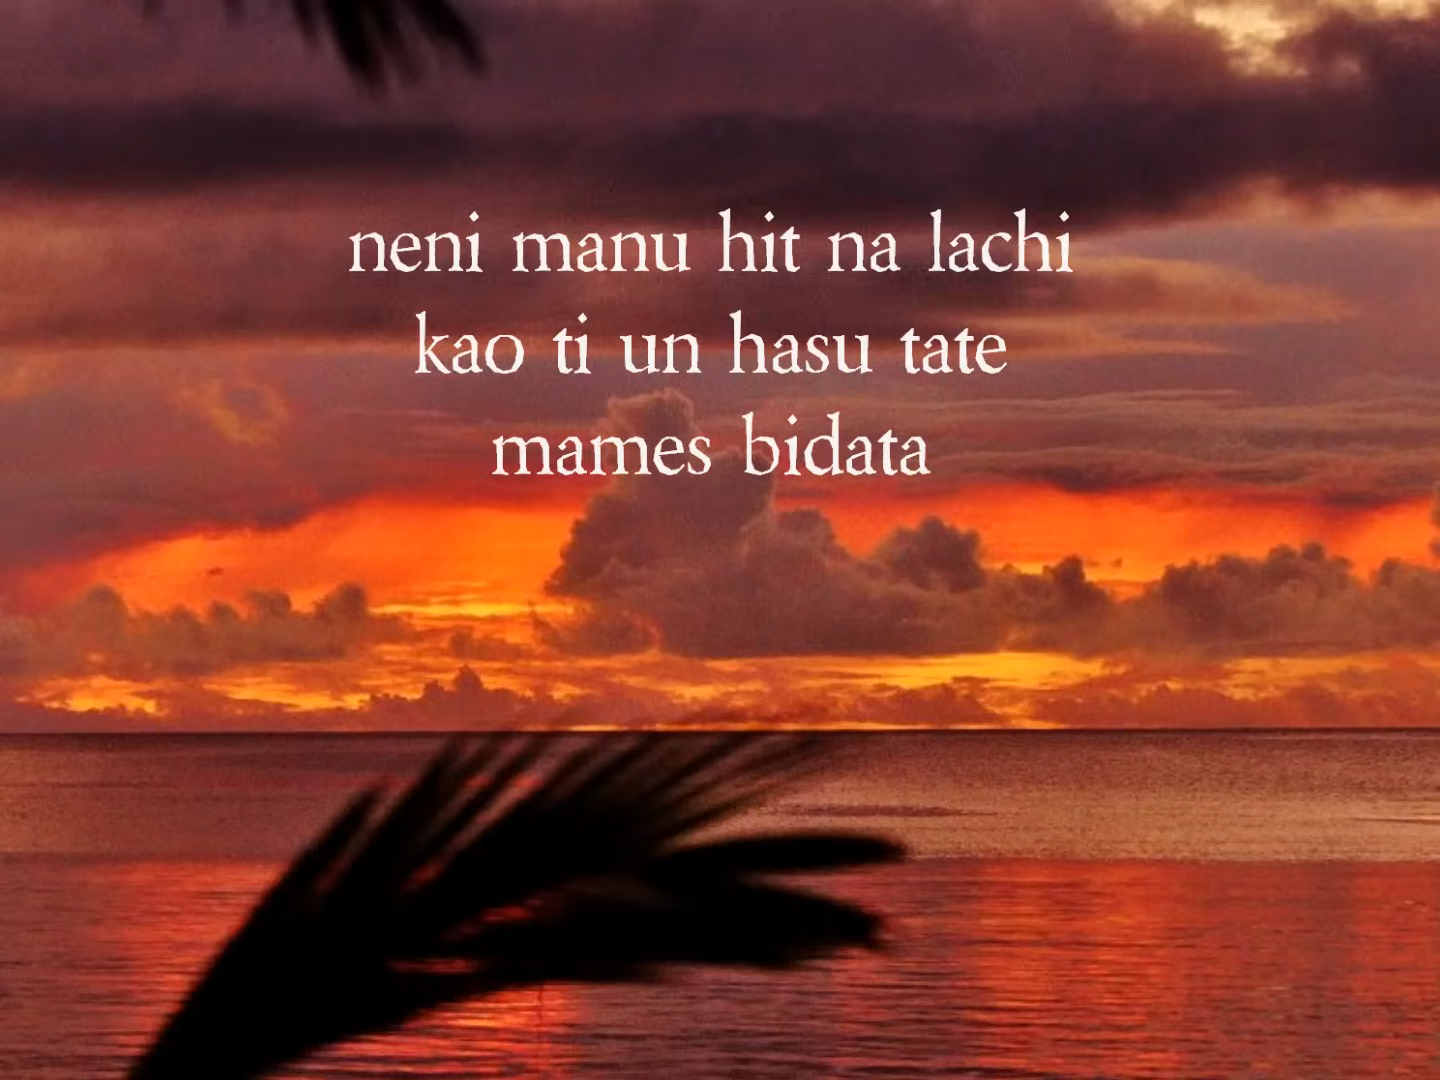 neni manu hit na lachi
kao ti un hasu tate
mames bidata